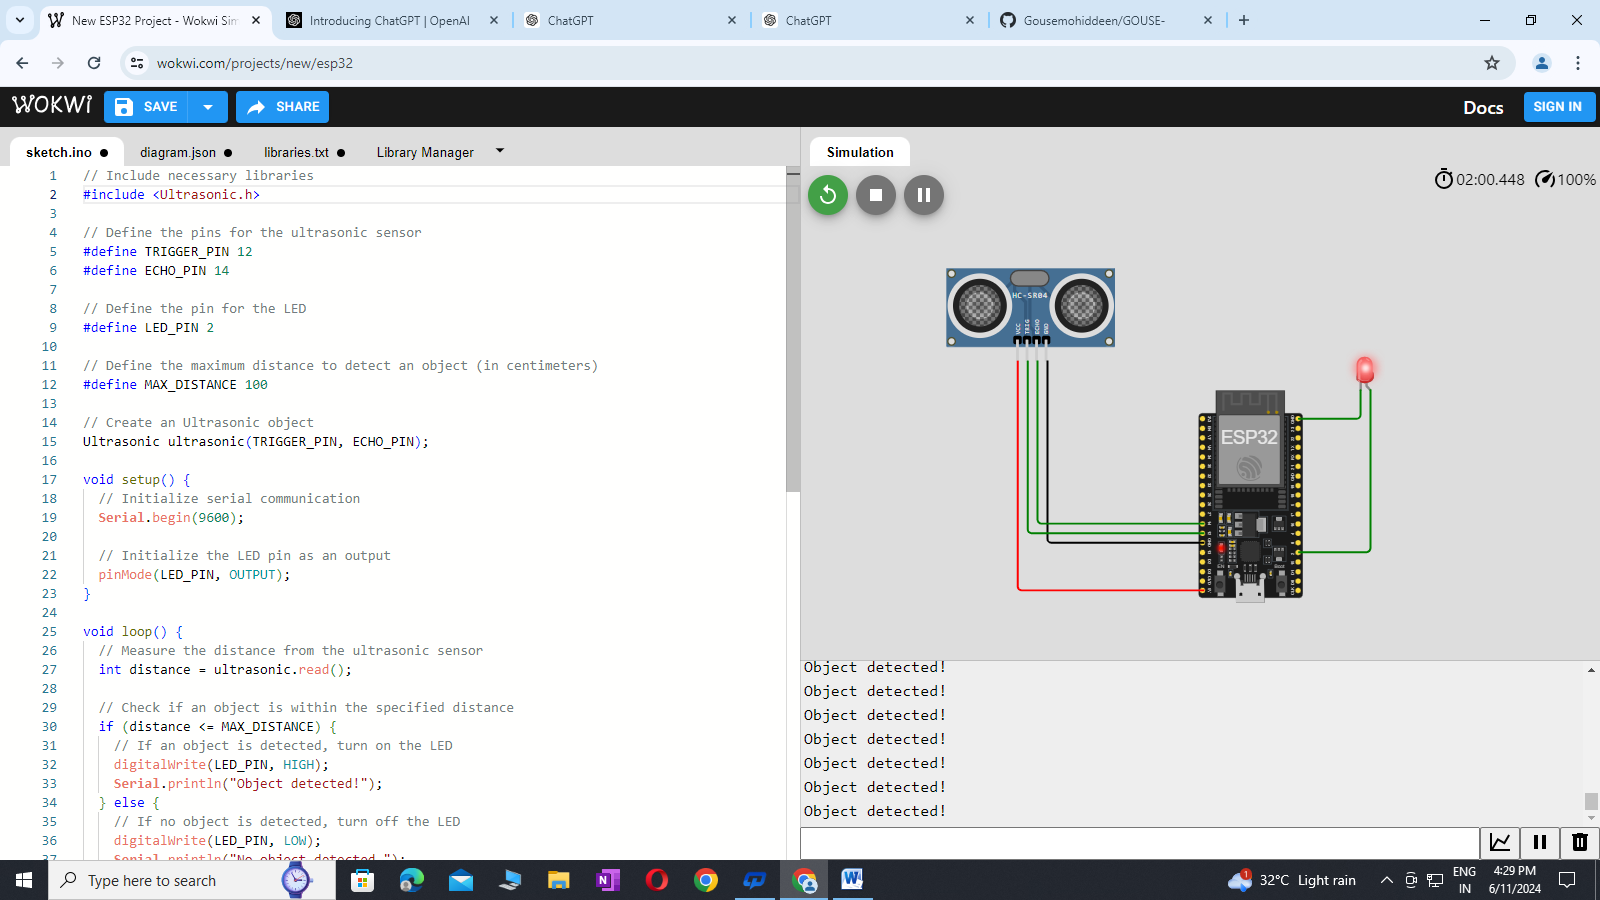 New ESP32 Project - Wokwi Sim
Introducing ChatGPT | OpenAI
ChatGPT
ChatGPT
Gousemohiddeen/GOUSE-
wokwi.com/projects/new/esp32
WOKWI
SAVE
SHARE
Docs
SIGN IN
sketch.ino
diagram.json
libraries.txt
Library Manager
Simulation
02:00.448
100%
1 // Include necessary libraries
2 #include <Ultrasonic.h>
3
4 // Define the pins for the ultrasonic sensor
5 #define TRIGGER_PIN 12
6 #define ECHO_PIN 14
7
8 // Define the pin for the LED
9 #define LED_PIN 2
10
11 // Define the maximum distance to detect an object (in centimeters)
12 #define MAX_DISTANCE 100
13
14 // Create an Ultrasonic object
15 Ultrasonic ultrasonic(TRIGGER_PIN, ECHO_PIN);
16
17 void setup() {
18 // Initialize serial communication
19 Serial.begin(9600);
20
21 // Initialize the LED pin as an output
22 pinMode(LED_PIN, OUTPUT);
23 }
24
25 void loop() {
26 // Measure the distance from the ultrasonic sensor
27 int distance = ultrasonic.read();
28
29 // Check if an object is within the specified distance
30 if (distance <= MAX_DISTANCE) {
31 // If an object is detected, turn on the LED
32 digitalWrite(LED_PIN, HIGH);
33 Serial.println("Object detected!");
34 } else {
35 // If no object is detected, turn off the LED
36 digitalWrite(LED_PIN, LOW);
37 Serial.println("No object detected.");
HC-SR04
VCC
TRIG
ECHO
GND
ESP32
Object detected!
Object detected!
Object detected!
Object detected!
Object detected!
Object detected!
Object detected!
Type here to search
32°C Light rain
ENG
IN
4:29 PM
6/11/2024